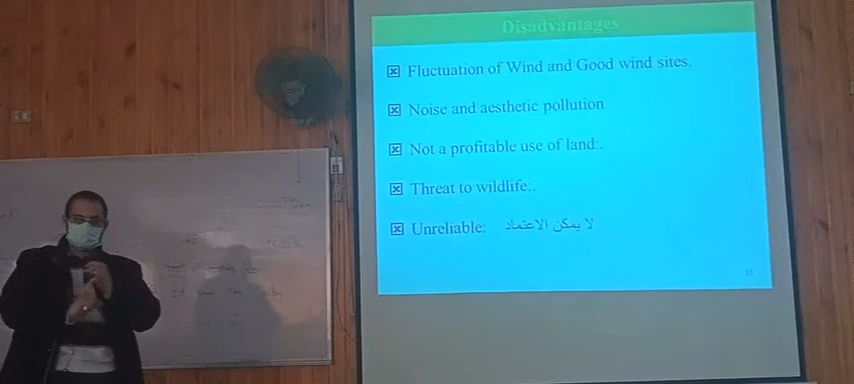 Disadvantages
Fluctuation of Wind and Good wind sites.
Noise and aesthetic pollution
Not a profitable use of land:.
Threat to wildlife:.
Unreliable: لا يمكن الاعتماد